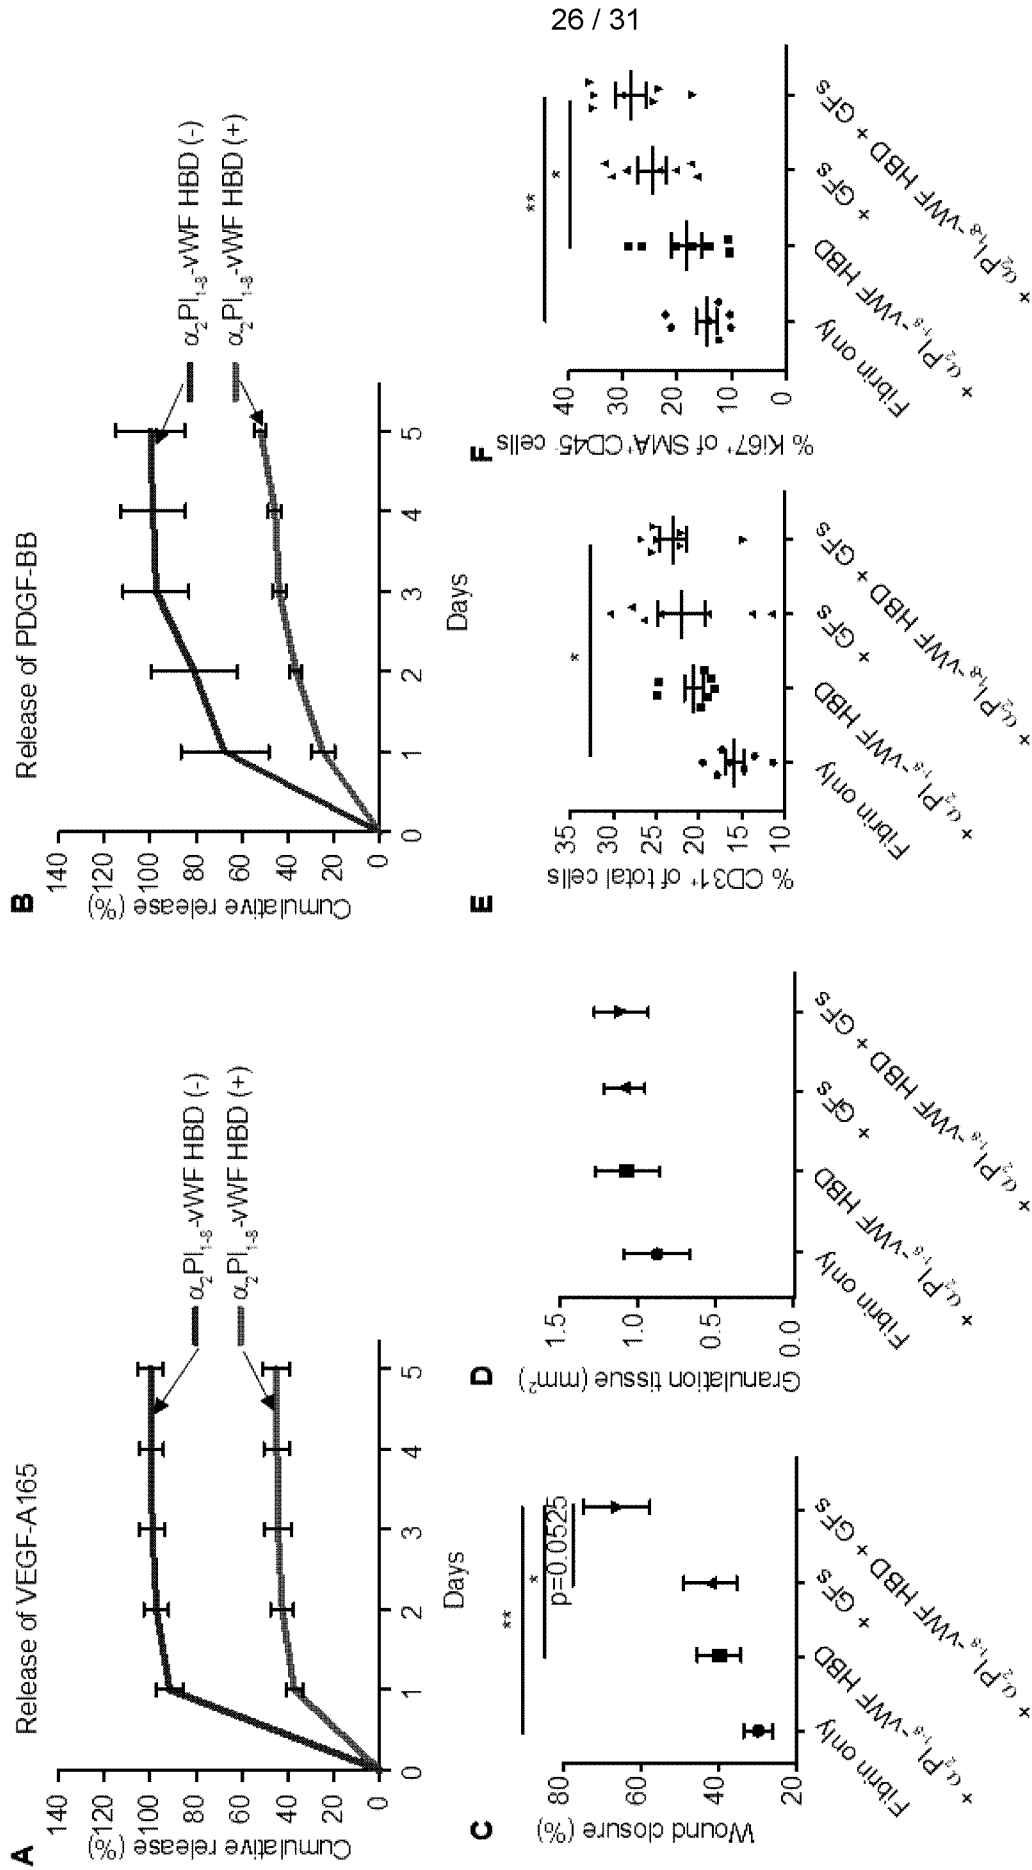 26 / 31
A
Release of VEGF-A165
Cumulative release (%)
140
120
100
80
60
40
20
0
0 1 2 3 4 5
Days
α₂PI₁₋₈-vWF HBD (-)
α₂PI₁₋₈-vWF HBD (+)
B
Release of PDGF-BB
Cumulative release (%)
140
120
100
80
60
40
20
0
0 1 2 3 4 5
Days
α₂PI₁₋₈-vWF HBD (-)
α₂PI₁₋₈-vWF HBD (+)
C
Wound closure (%)
80
60
40
20
**
*
p=0.0525
Fibrin only
+ α₂PI₁₋₈-vWF HBD
+ GFs
+ α₂PI₁₋₈-vWF HBD + GFs
D
Granulation tissue (mm²)
1.5
1.0
0.5
0.0
Fibrin only
+ α₂PI₁₋₈-vWF HBD
+ GFs
+ α₂PI₁₋₈-vWF HBD + GFs
E
% CD31⁺ of total cells
35
30
25
20
15
10
*
Fibrin only
+ α₂PI₁₋₈-vWF HBD
+ GFs
+ α₂PI₁₋₈-vWF HBD + GFs
F
% Ki67⁺ of SMA⁺CD45⁻ cells
40
30
20
10
0
**
*
Fibrin only
+ α₂PI₁₋₈-vWF HBD
+ GFs
+ α₂PI₁₋₈-vWF HBD + GFs